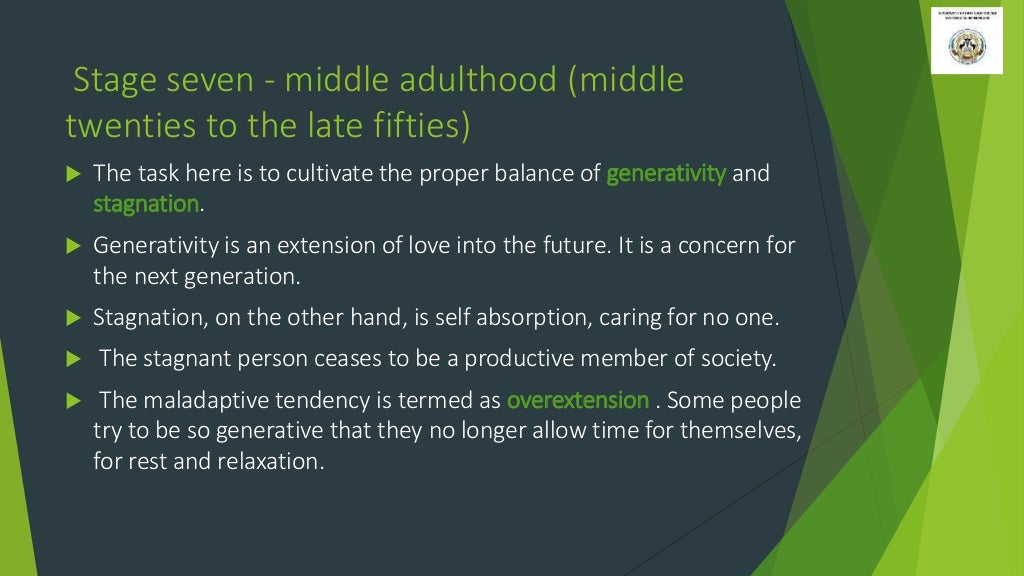 Stage seven - middle adulthood (middle
twenties to the late fifties)
The task here is to cultivate the proper balance of generativity and
stagnation.
Generativity is an extension of love into the future. It is a concern for
the next generation.
Stagnation, on the other hand, is self absorption, caring for no one.
The stagnant person ceases to be a productive member of society.
The maladaptive tendency is termed as overextension . Some people
try to be so generative that they no longer allow time for themselves,
for rest and relaxation.